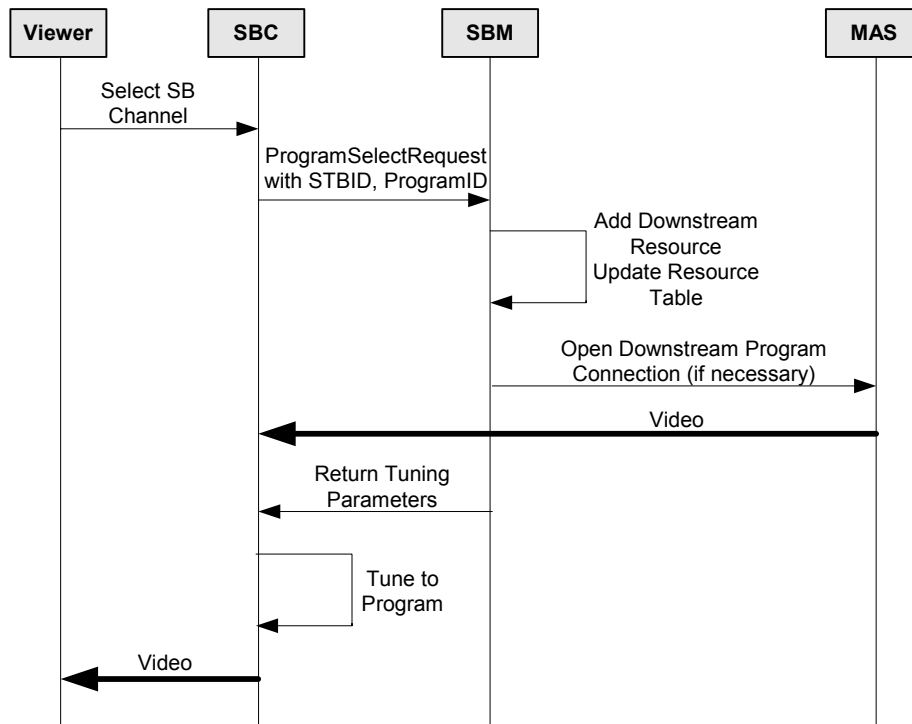 Viewer
SBC
SBM
MAS
Select SB
Channel
ProgramSelectRequest
with STBID, ProgramID
Add Downstream
Resource
Update Resource
Table
Open Downstream Program
Connection (if necessary)
Video
Return Tuning
Parameters
Tune to
Program
Video